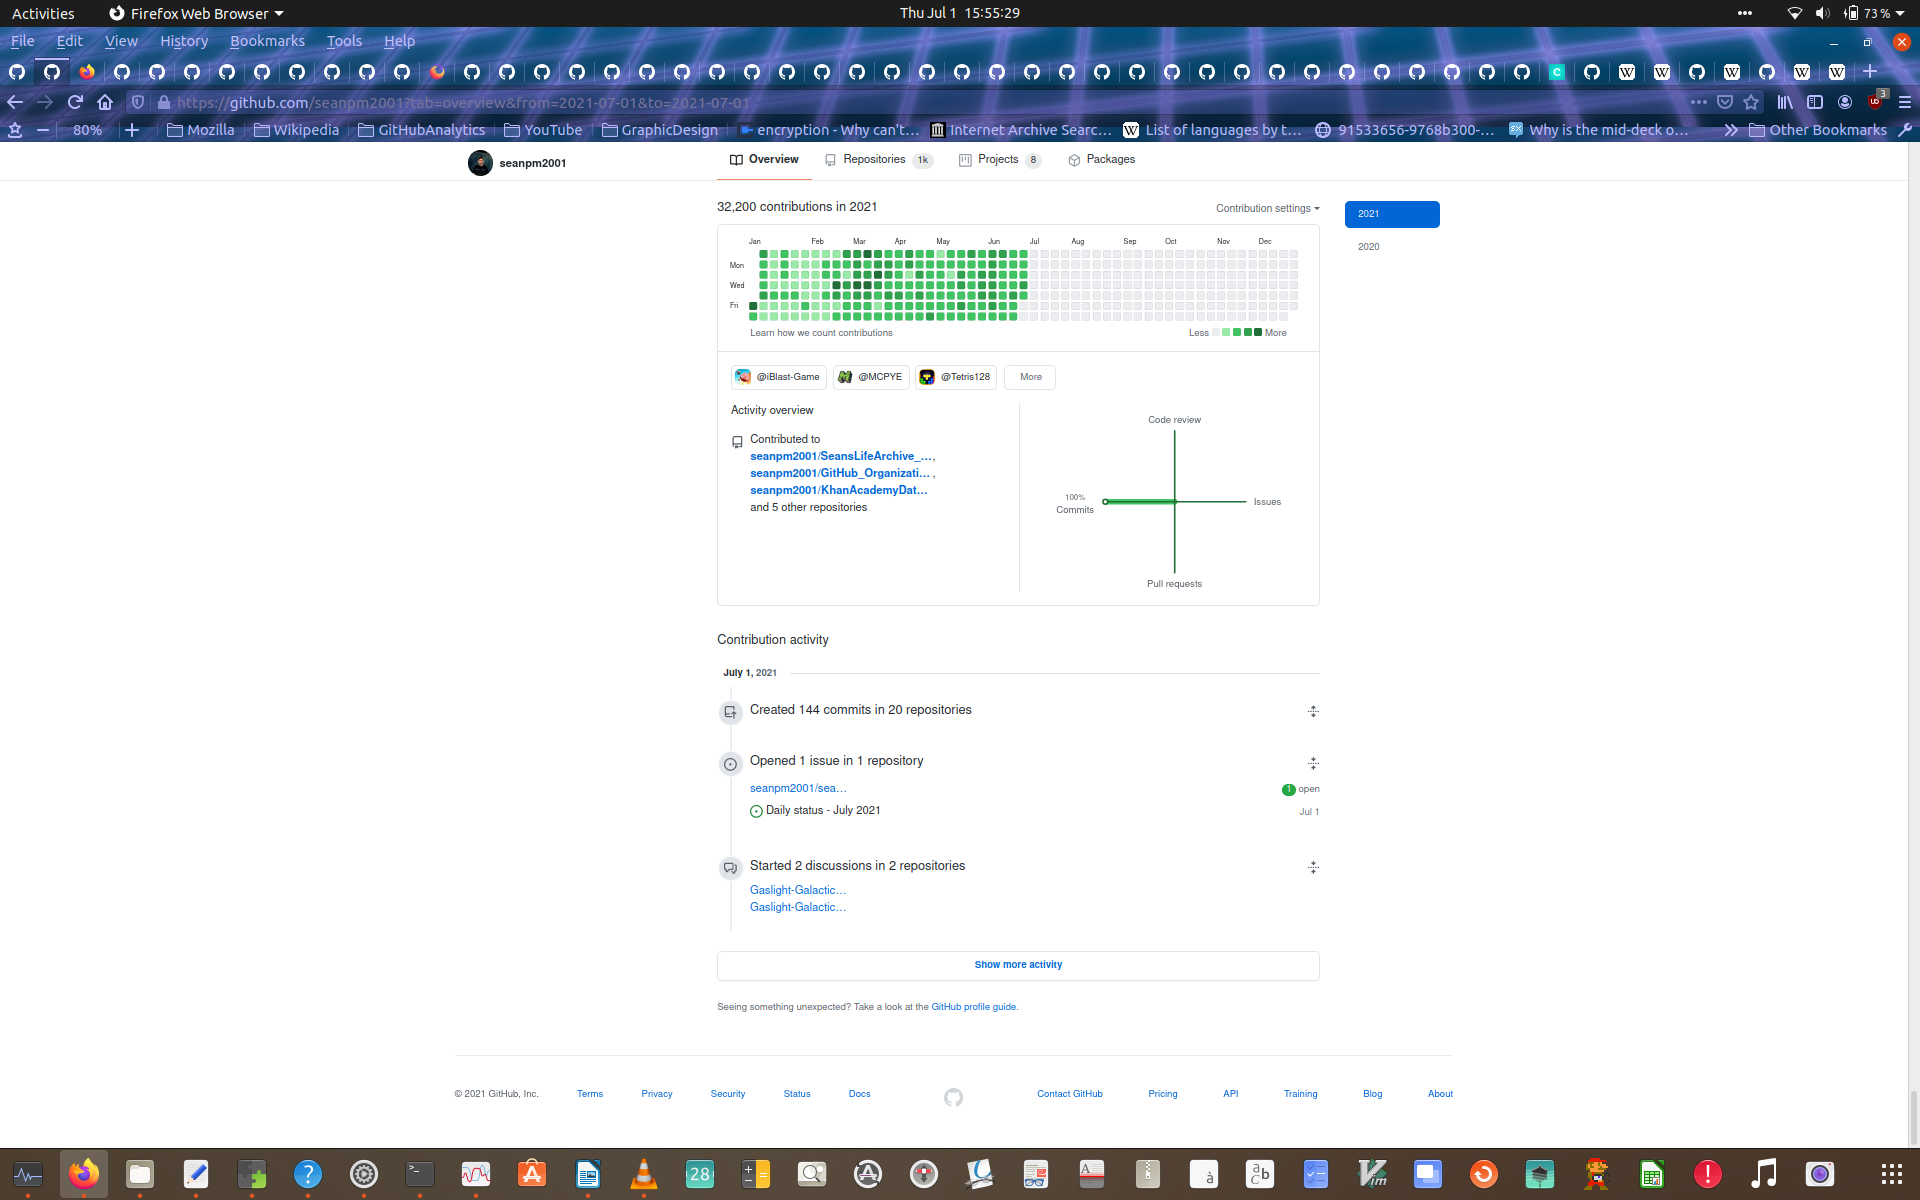 Activities
Firefox Web Browser
Thu Jul 1 15:55:29
73 %
File Edit View History Bookmarks Tools Help
https://github.com/seanpm2001?tab=overview&from=2021-07-01&to=2021-07-01
3
80%
Mozilla
Wikipedia
GitHubAnalytics
YouTube
GraphicDesign
encryption - Why can't…
Internet Archive Searc…
List of languages by t…
91533656-9768b300-…
Why is the mid-deck o…
Other Bookmarks
seanpm2001
Overview
Repositories 1k
Projects 8
Packages
32,200 contributions in 2021
Contribution settings
2021
2020
Jan Feb Mar Apr May Jun Jul Aug Sep Oct Nov Dec
Mon
Wed
Fri
Learn how we count contributions
Less More
@iBlast-Game
@MCPYE
@Tetris128
More
Activity overview
Contributed to
seanpm2001/SeansLifeArchive_…,
seanpm2001/GitHub_Organizati… ,
seanpm2001/KhanAcademyDat…
and 5 other repositories
Code review
100%
Commits
Issues
Pull requests
Contribution activity
July 1, 2021
Created 144 commits in 20 repositories
Opened 1 issue in 1 repository
seanpm2001/sea…
1 open
Daily status - July 2021
Jul 1
Started 2 discussions in 2 repositories
Gaslight-Galactic…
Gaslight-Galactic…
Show more activity
Seeing something unexpected? Take a look at the GitHub profile guide.
© 2021 GitHub, Inc.
Terms
Privacy
Security
Status
Docs
Contact GitHub
Pricing
API
Training
Blog
About
28